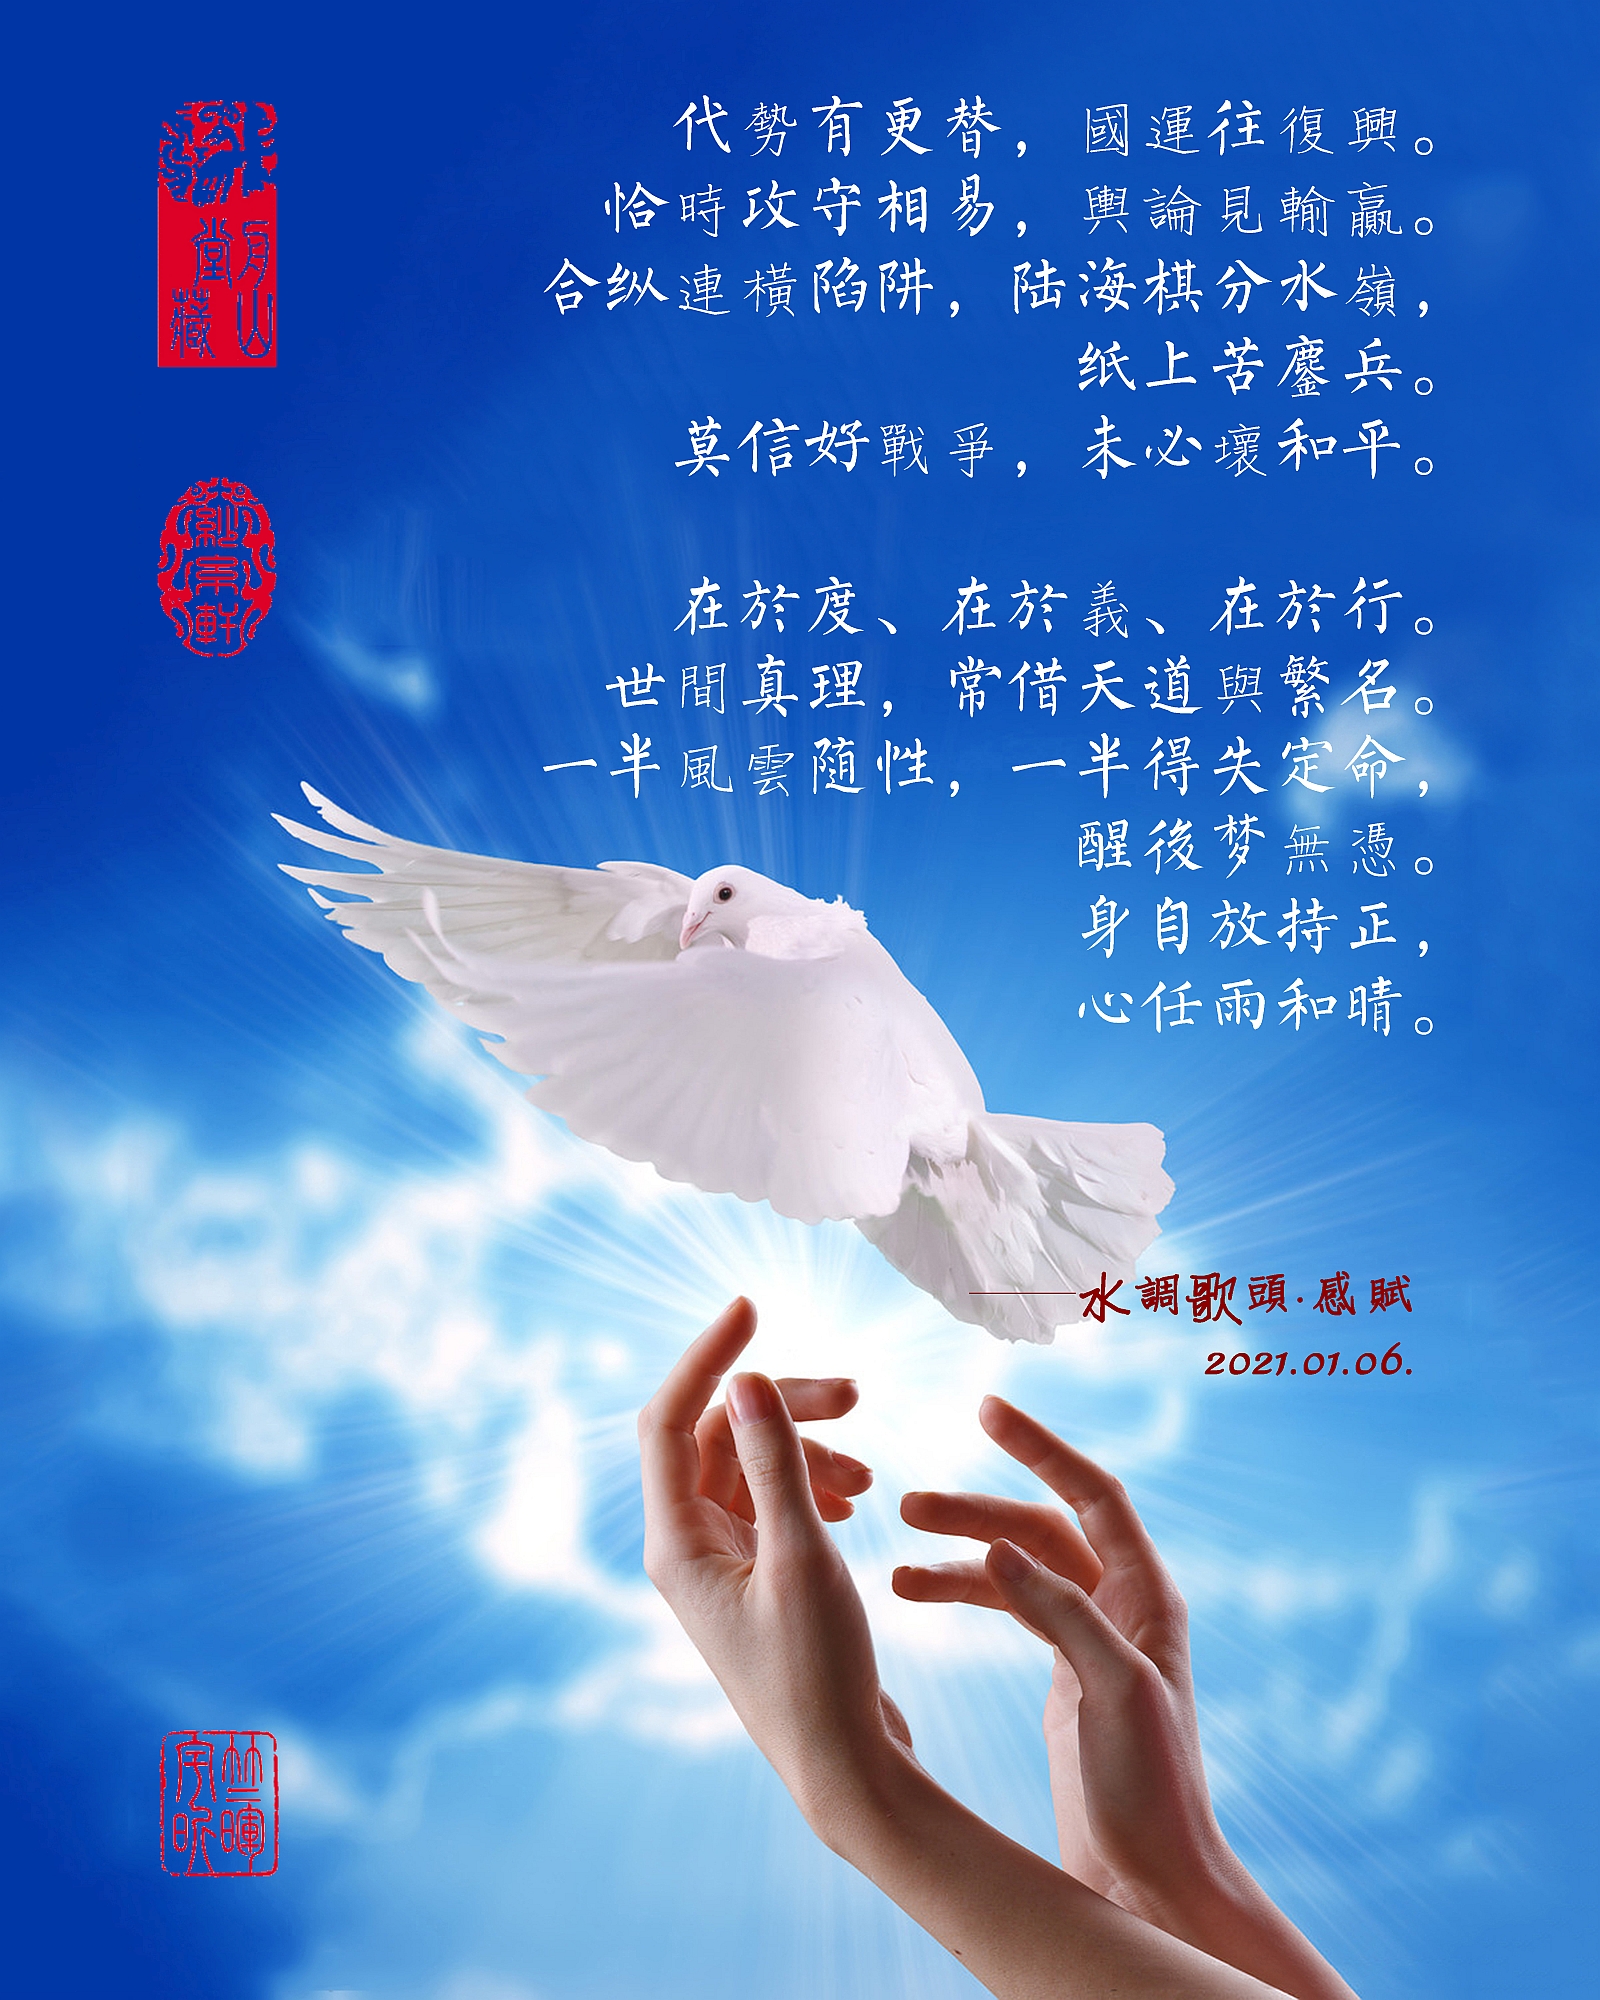 代勢有更替，國運往復興。
恰時攻守相易，輿論見輸贏。
合纵連橫陷阱，陆海棋分水嶺，
纸上苦鏖兵。
莫信好戰爭，未必壞和平。
在於度、在於義、在於行。
世間真理，常借天道與繁名。
一半風雲随性，一半得失定命，
醒後梦無憑。
身自放持正，
心任雨和晴。
——水調歌頭·感賦
2021.01.06.